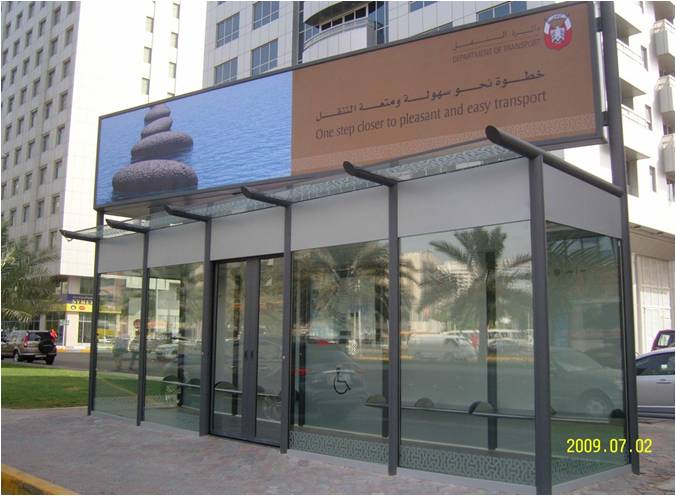 دائرة النقل
DEPARTMENT OF TRANSPORT
خطوة نحو سهولة ومتعة التنقل
One step closer to pleasant and easy transport
2009.07.02